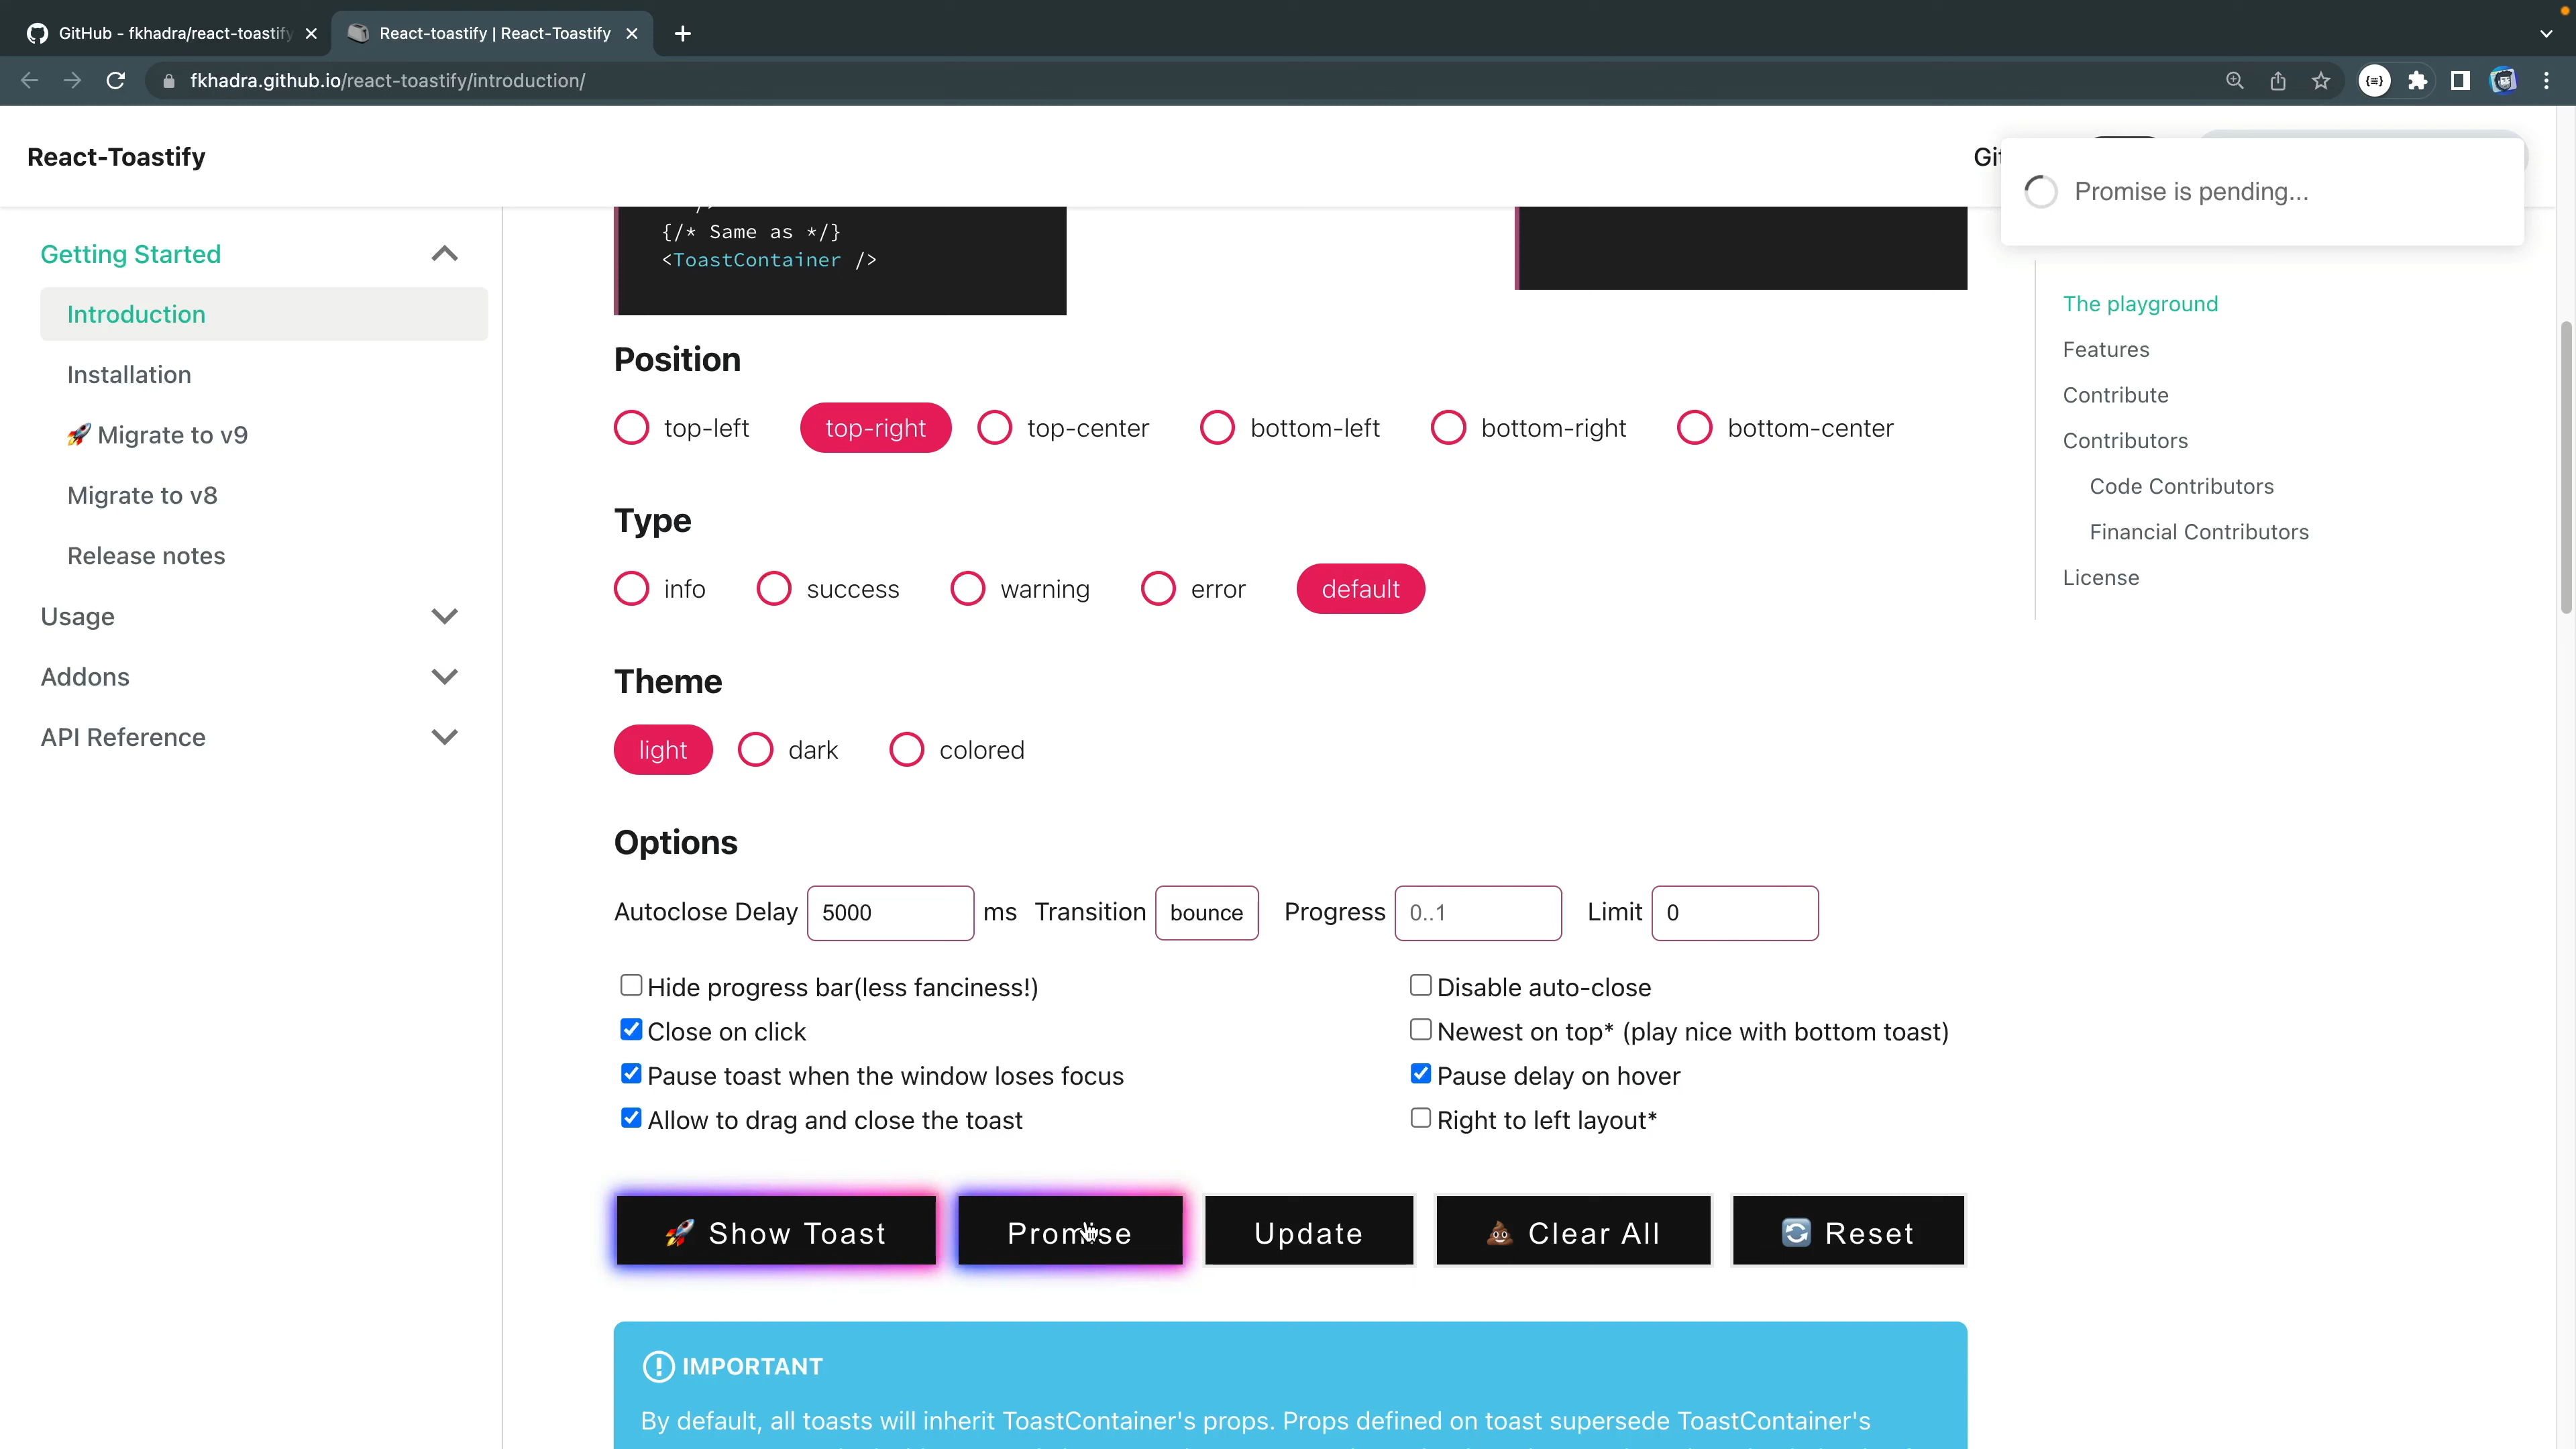 GitHub - fkhadra/react-toastify
React-toastify | React-Toastify
fkhadra.github.io/react-toastify/introduction/
React-Toastify
Promise is pending...
{/* Same as */}
<ToastContainer />
Getting Started
Introduction
Installation
🚀 Migrate to v9
Migrate to v8
Release notes
Usage
Addons
API Reference
Position
top-left top-right top-center bottom-left bottom-right bottom-center
Type
info success warning error default
Theme
light dark colored
Options
Autoclose Delay 5000 ms Transition bounce Progress 0..1 Limit 0
Hide progress bar(less fanciness!)
Close on click
Pause toast when the window loses focus
Allow to drag and close the toast
Disable auto-close
Newest on top* (play nice with bottom toast)
Pause delay on hover
Right to left layout*
🚀 Show Toast
Promise
Update
💩 Clear All
🔄 Reset
IMPORTANT
By default, all toasts will inherit ToastContainer's props. Props defined on toast supersede ToastContainer's
The playground
Features
Contribute
Contributors
Code Contributors
Financial Contributors
License